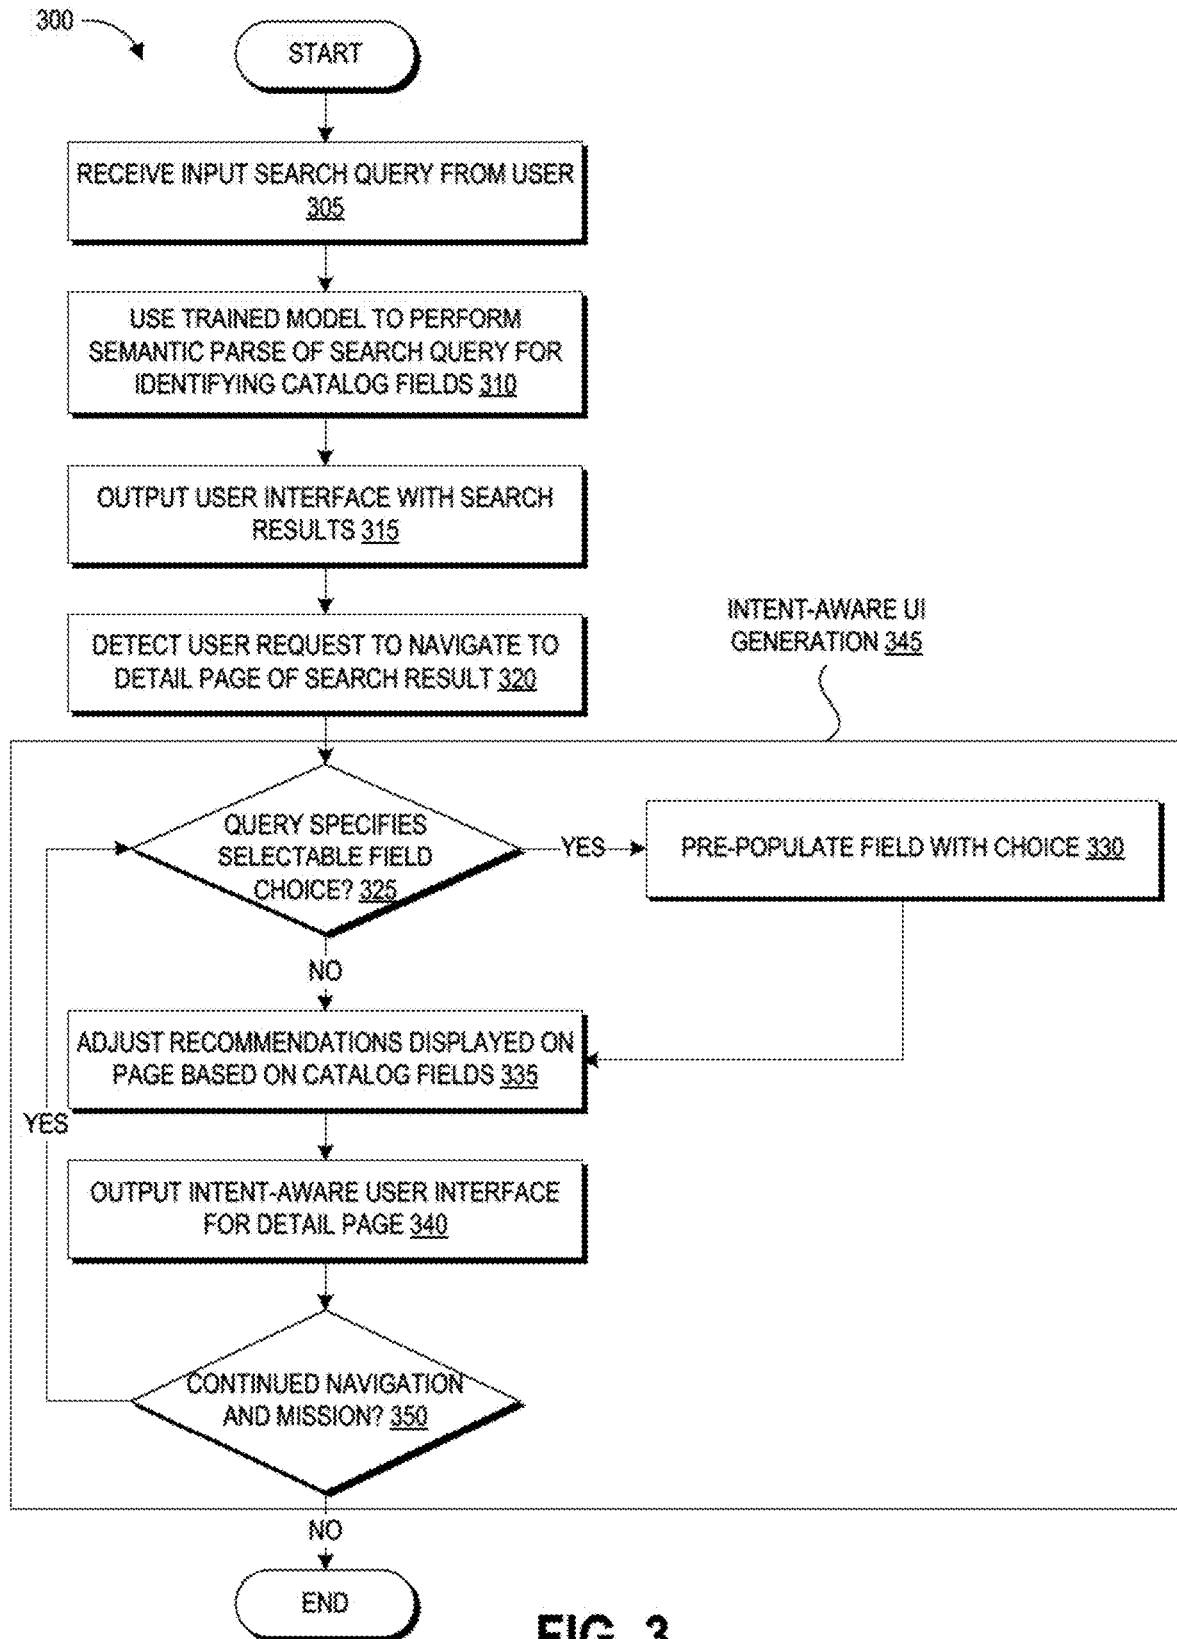 300
START
RECEIVE INPUT SEARCH QUERY FROM USER
305
USE TRAINED MODEL TO PERFORM
SEMANTIC PARSE OF SEARCH QUERY FOR
IDENTIFYING CATALOG FIELDS 310
OUTPUT USER INTERFACE WITH SEARCH
RESULTS 315
DETECT USER REQUEST TO NAVIGATE TO
DETAIL PAGE OF SEARCH RESULT 320
INTENT-AWARE UI
GENERATION 345
QUERY SPECIFIES
SELECTABLE FIELD
CHOICE? 325
YES
PRE-POPULATE FIELD WITH CHOICE 330
NO
ADJUST RECOMMENDATIONS DISPLAYED ON
PAGE BASED ON CATALOG FIELDS 335
YES
OUTPUT INTENT-AWARE USER INTERFACE
FOR DETAIL PAGE 340
CONTINUED NAVIGATION
AND MISSION? 350
NO
END
FIG. 3